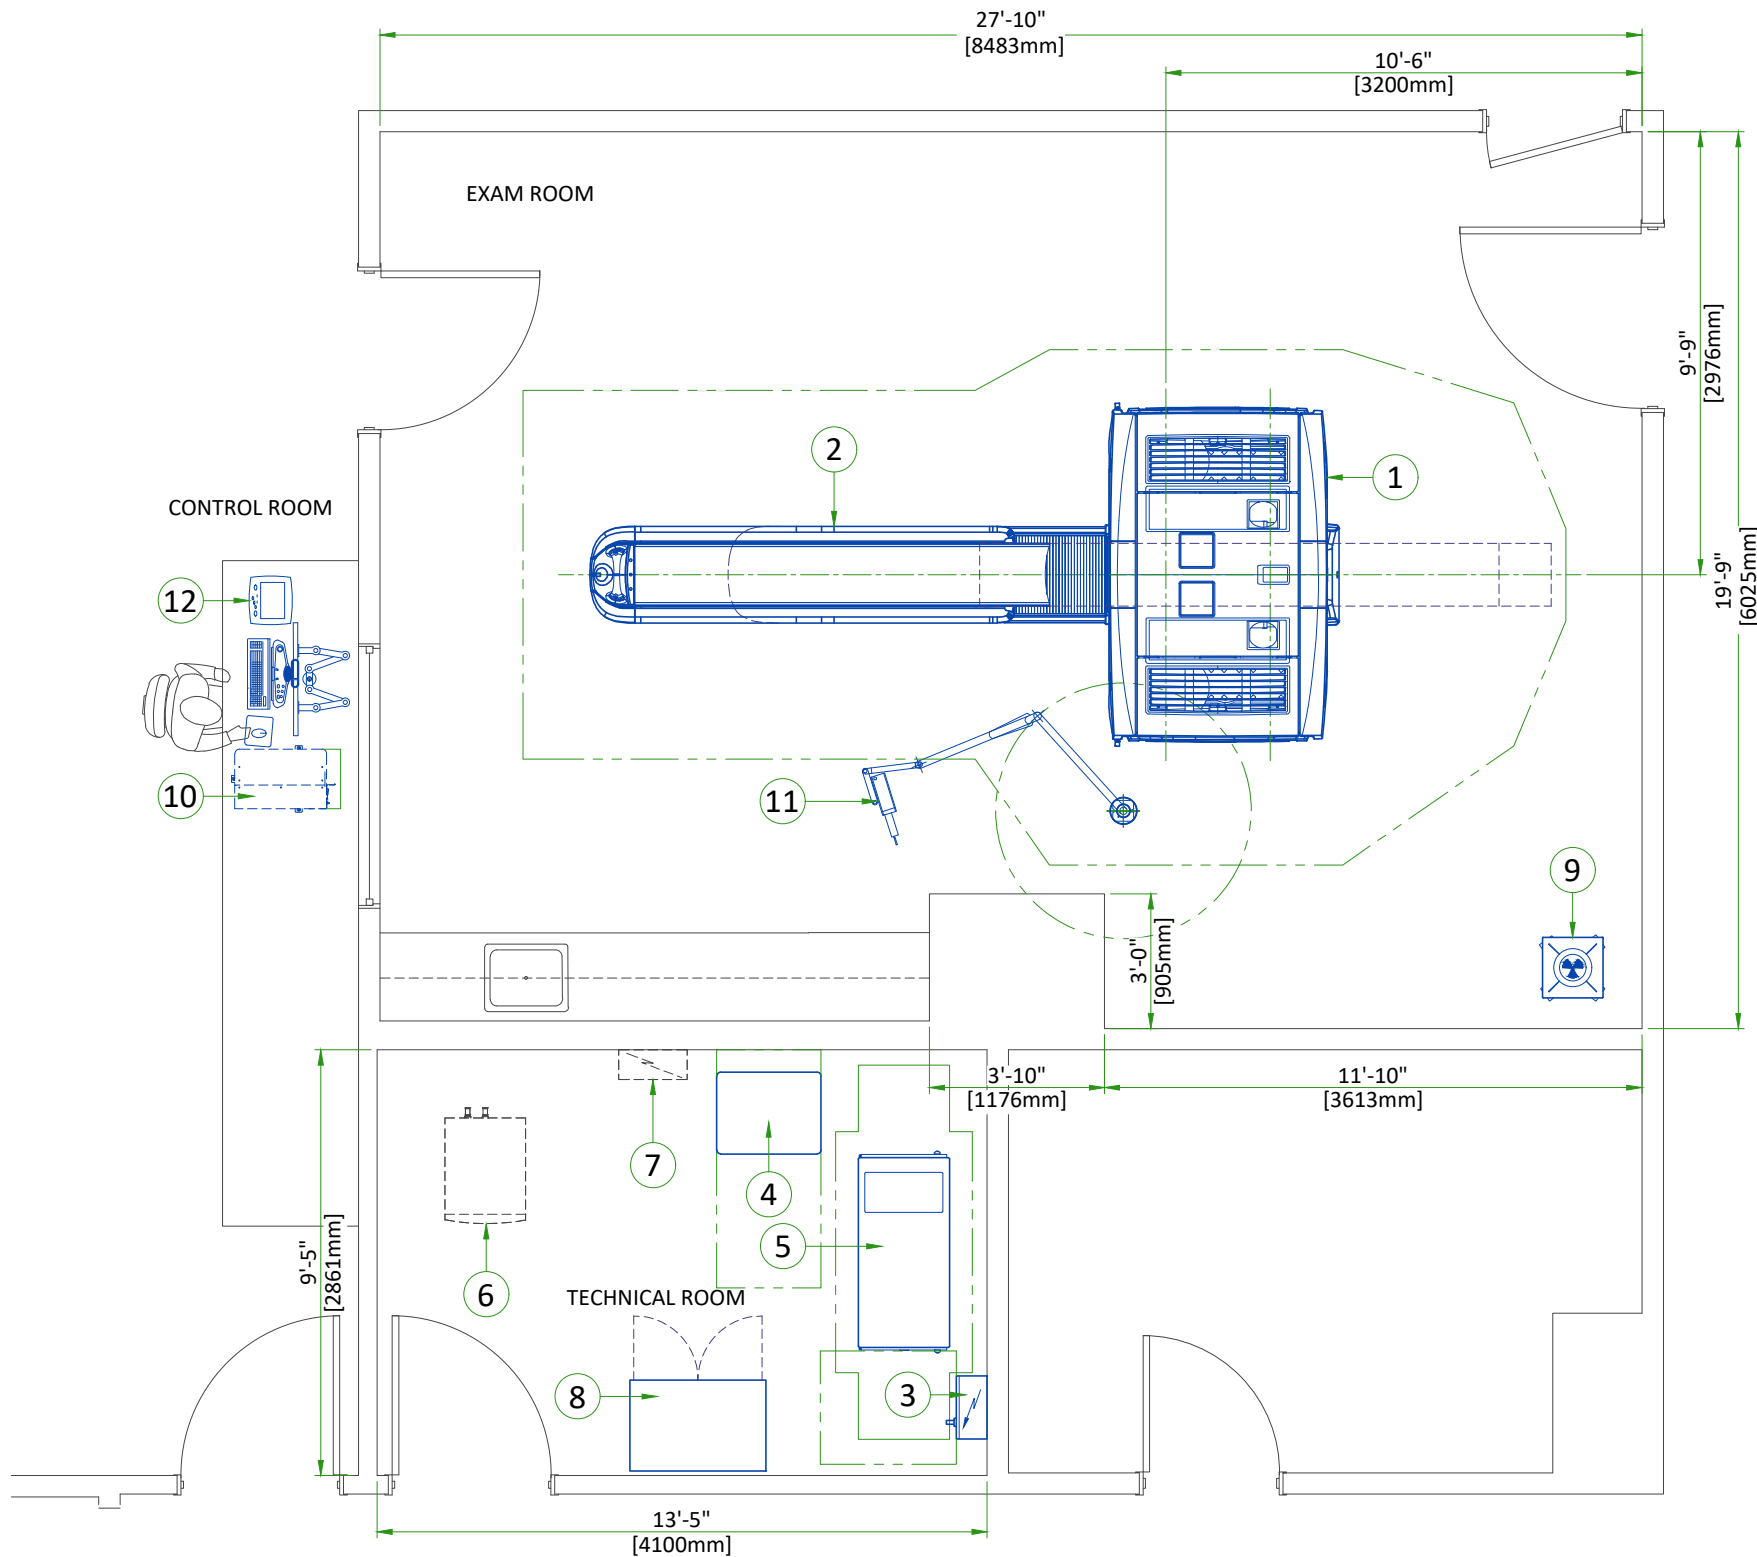 27'-10"
[8483mm]
10'-6"
[3200mm]
EXAM ROOM
9'-9"
[2976mm]
19'-9"
[6025mm]
2
1
CONTROL ROOM
12
10
11
9
3'-0"
[905mm]
3'-10"
[1176mm]
11'-10"
[3613mm]
7
4
5
6
9'-5"
[2861mm]
TECHNICAL ROOM
8
3
13'-5"
[4100mm]